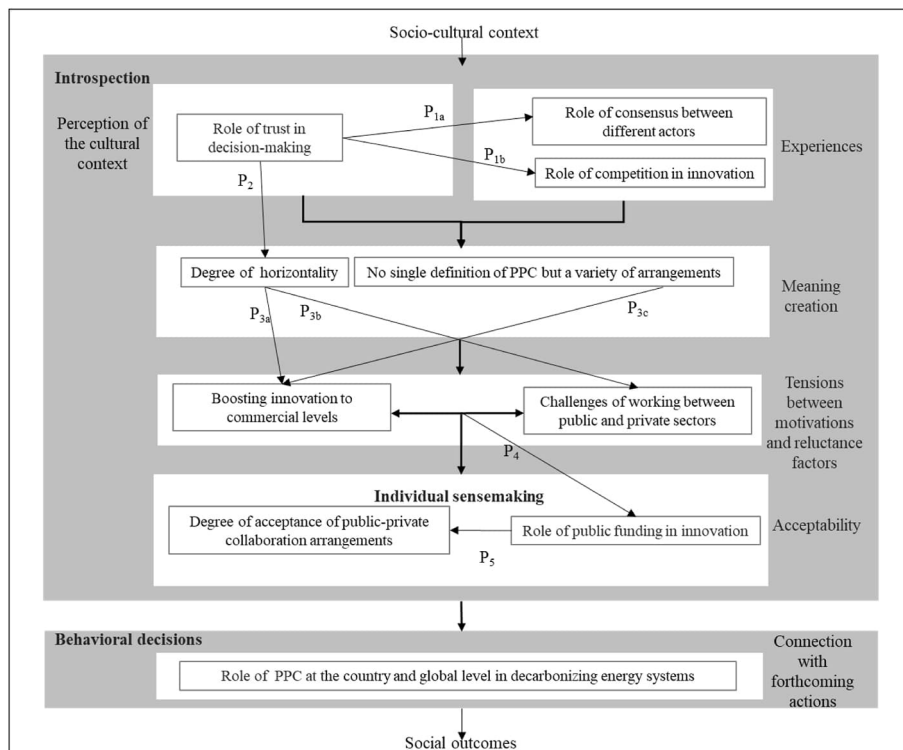 Socio-cultural context
Introspection
Perception of
the cultural
context
Role of trust in
decision-making
P1a
P1b
Role of consensus between
different actors
Role of competition in innovation
Experiences
P2
Degree of horizontality
No single definition of PPC but a variety of arrangements
Meaning
creation
P3a
P3b
P3c
Boosting innovation to
commercial levels
Challenges of working between
public and private sectors
Tensions
between
motivations
and reluctance
factors
P4
Individual sensemaking
Degree of acceptance of public-private
collaboration arrangements
P5
Role of public funding in innovation
Acceptability
Behavioral decisions
Role of PPC at the country and global level in decarbonizing energy systems
Connection
with
forthcoming
actions
Social outcomes